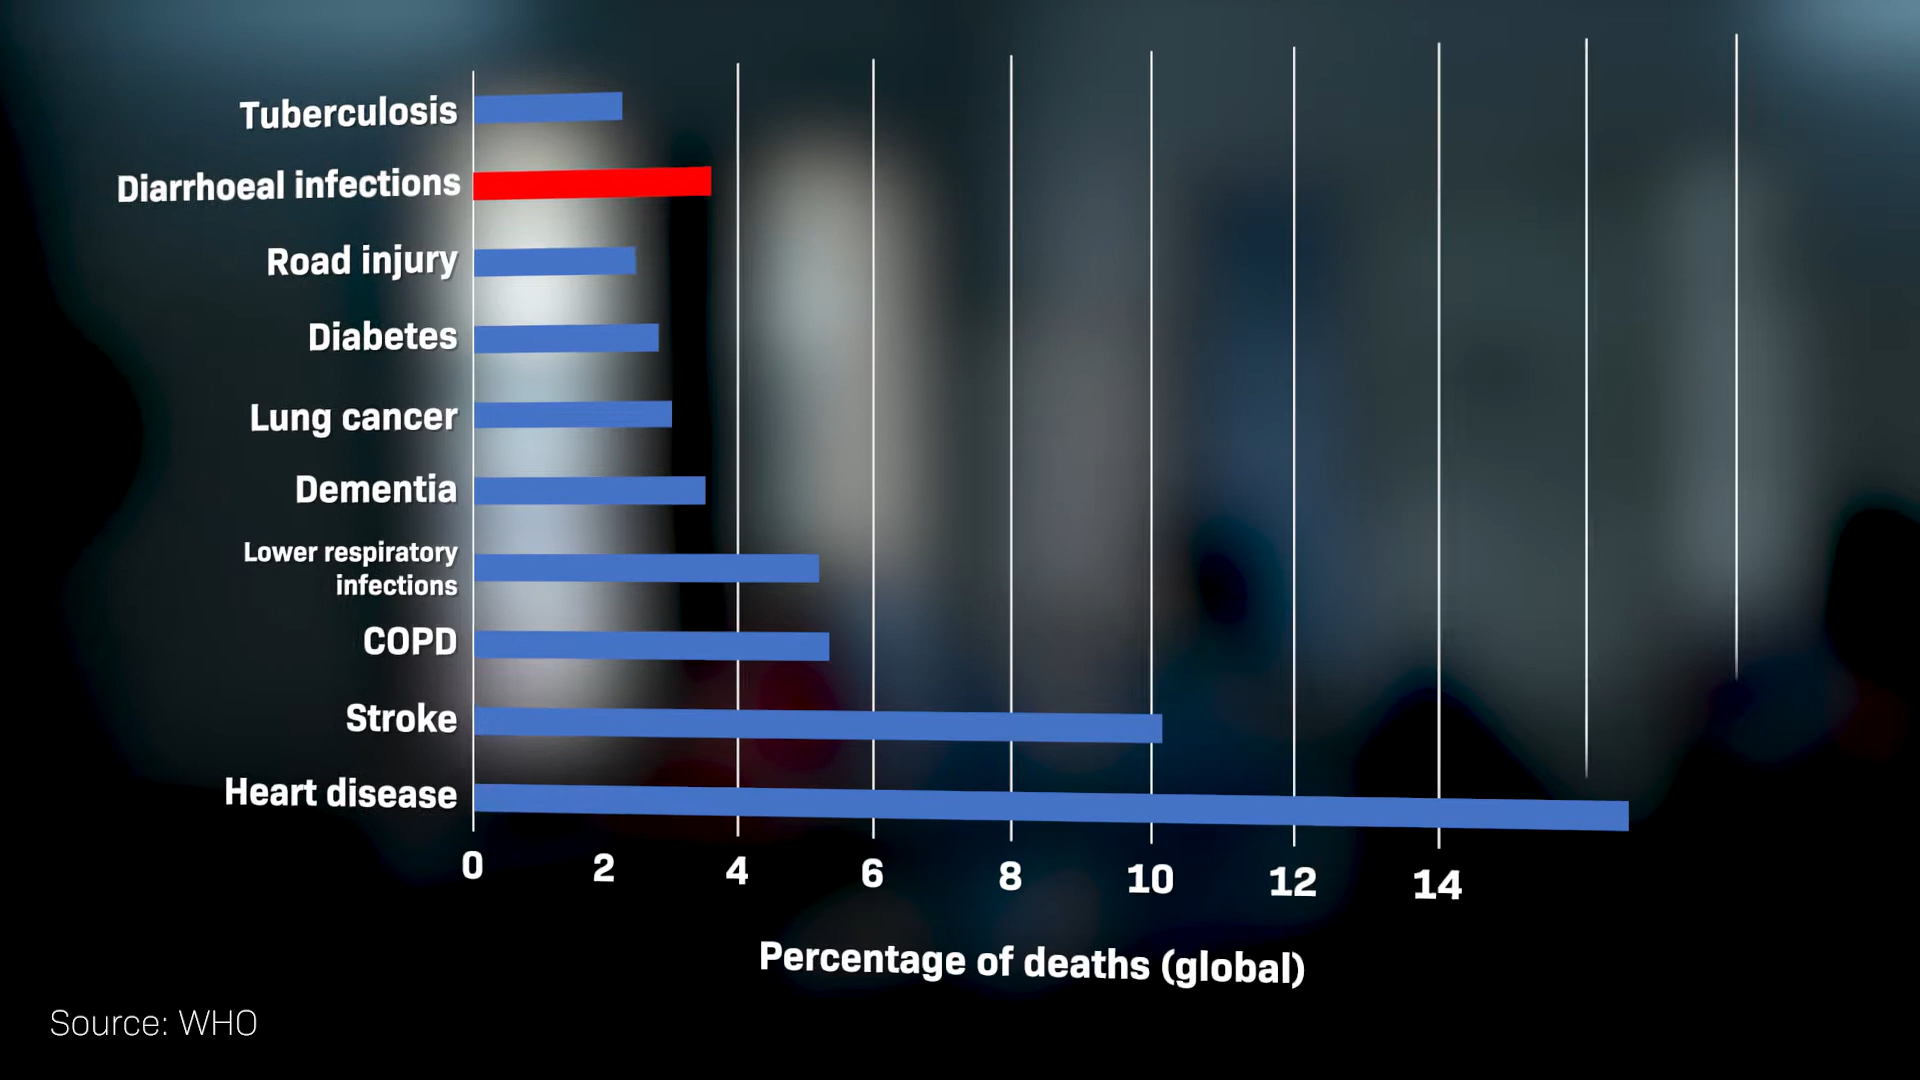 Tuberculosis
Diarrhoeal infections
Road injury
Diabetes
Lung cancer
Dementia
Lower respiratory
infections
COPD
Stroke
Heart disease
0 2 4 6 8 10 12 14
Percentage of deaths (global)
Source: WHO